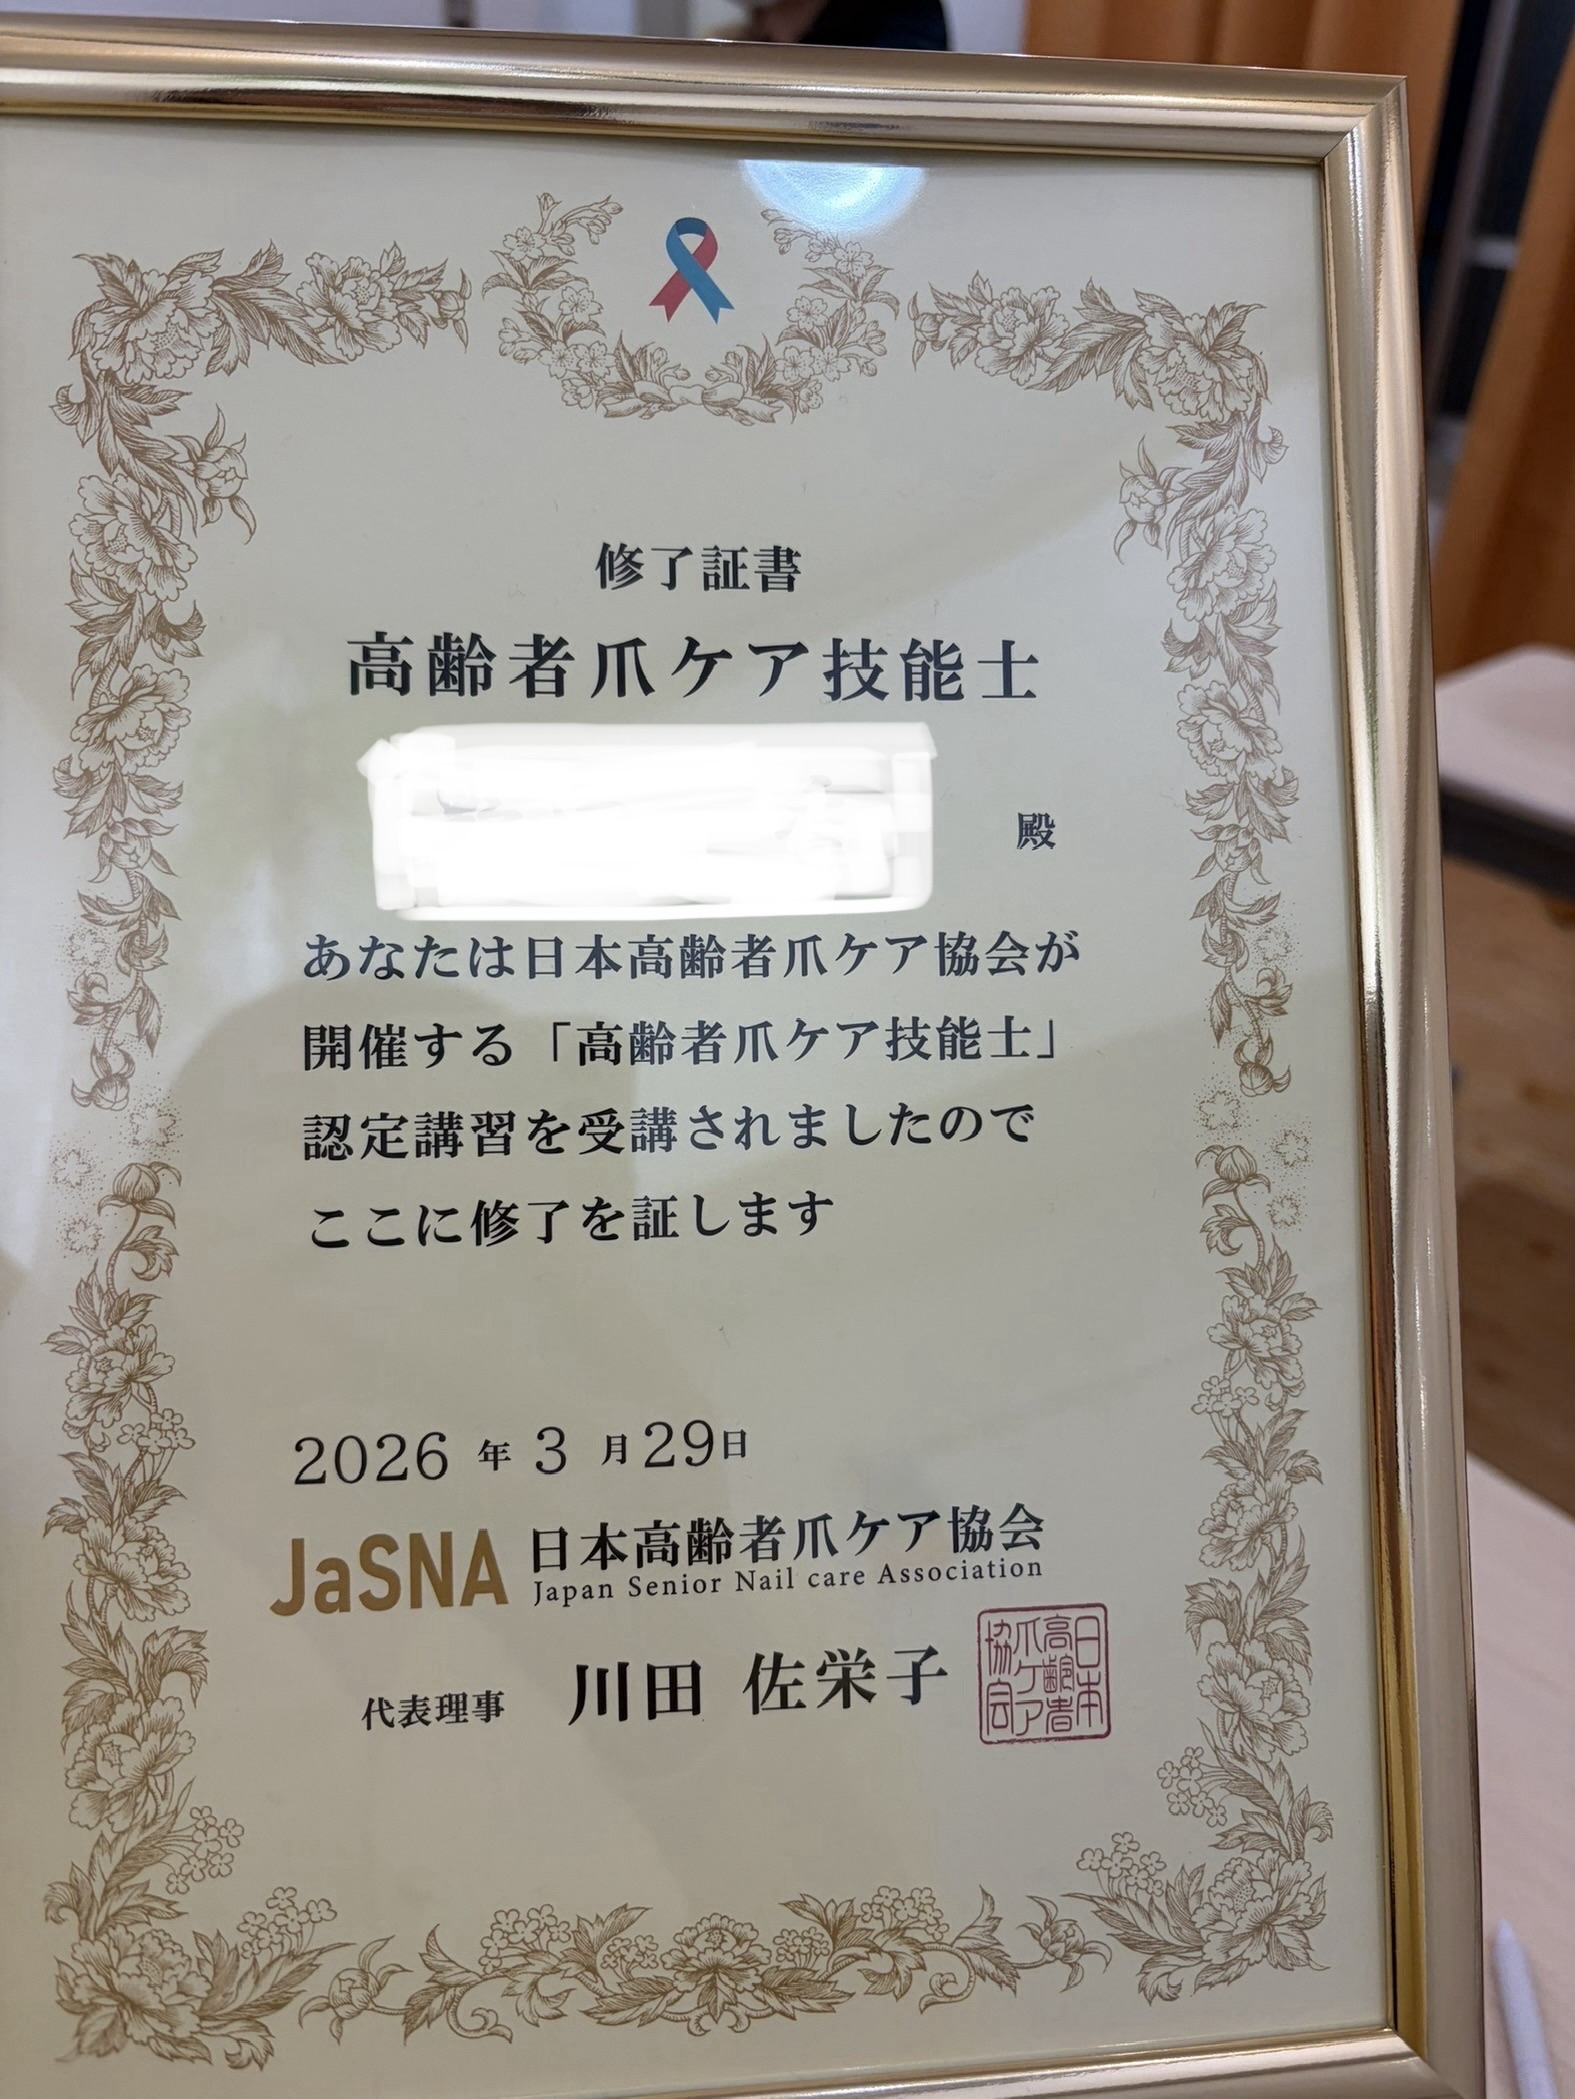 修了証書
高齢者爪ケア技能士
殿
あなたは日本高齢者爪ケア協会が
開催する「高齢者爪ケア技能士」
認定講習を受講されましたので
ここに修了を証します
2026 年 3 月 29日
JaSNA 日本高齢者爪ケア協会
Japan Senior Nail care Association
代表理事 川田 佐栄子
日本高齢者爪ケア協会